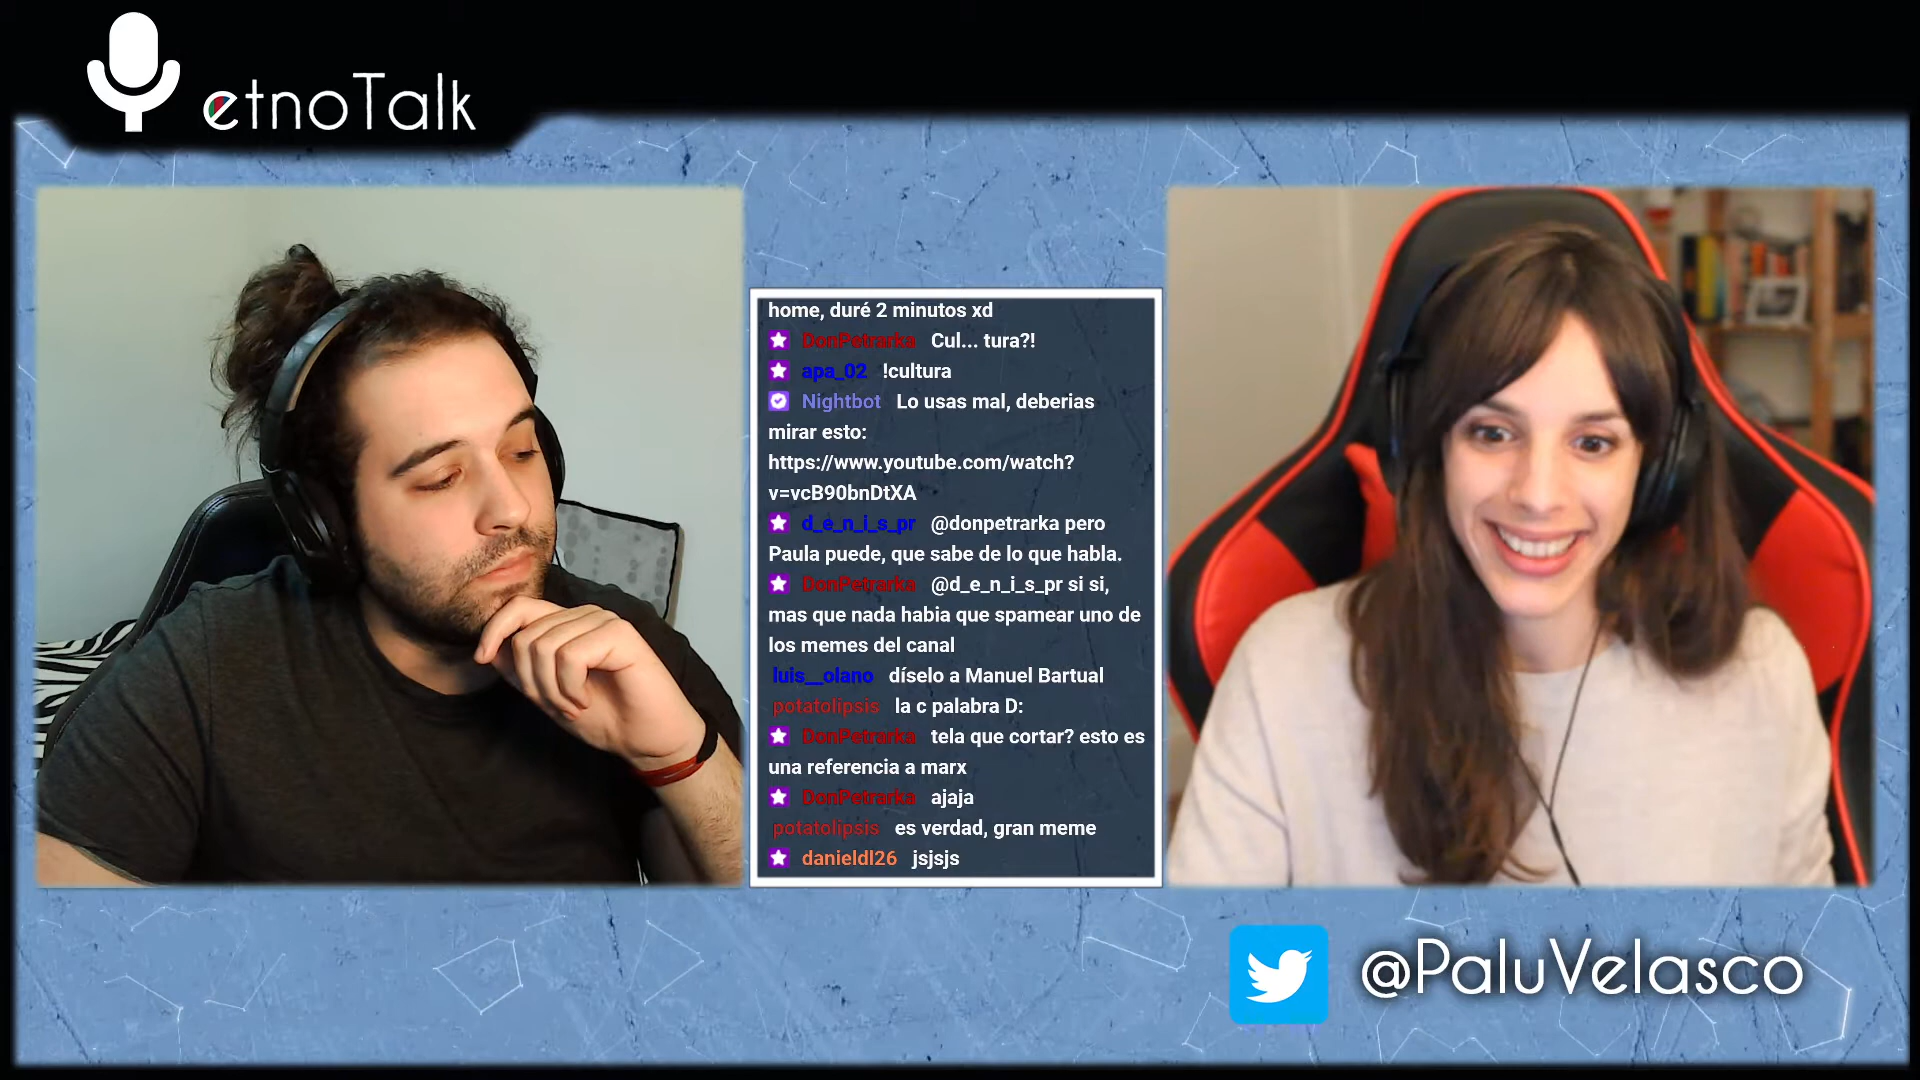 etnoTalk
home, duré 2 minutos xd
DonPetrarka Cul... tura?!
apa_02 !cultura
Nightbot Lo usas mal, deberias
mirar esto:
https://www.youtube.com/watch?
v=vcB90bnDtXA
d_e_n_i_s_pr @donpetrarka pero
Paula puede, que sabe de lo que habla.
DonPetrarka @d_e_n_i_s_pr si si,
mas que nada habia que spamear uno de
los memes del canal
luis__olano díselo a Manuel Bartual
potatolipsis la c palabra D:
DonPetrarka tela que cortar? esto es
una referencia a marx
DonPetrarka ajaja
potatolipsis es verdad, gran meme
danieldl26 jsjsjs
@PaluVelasco